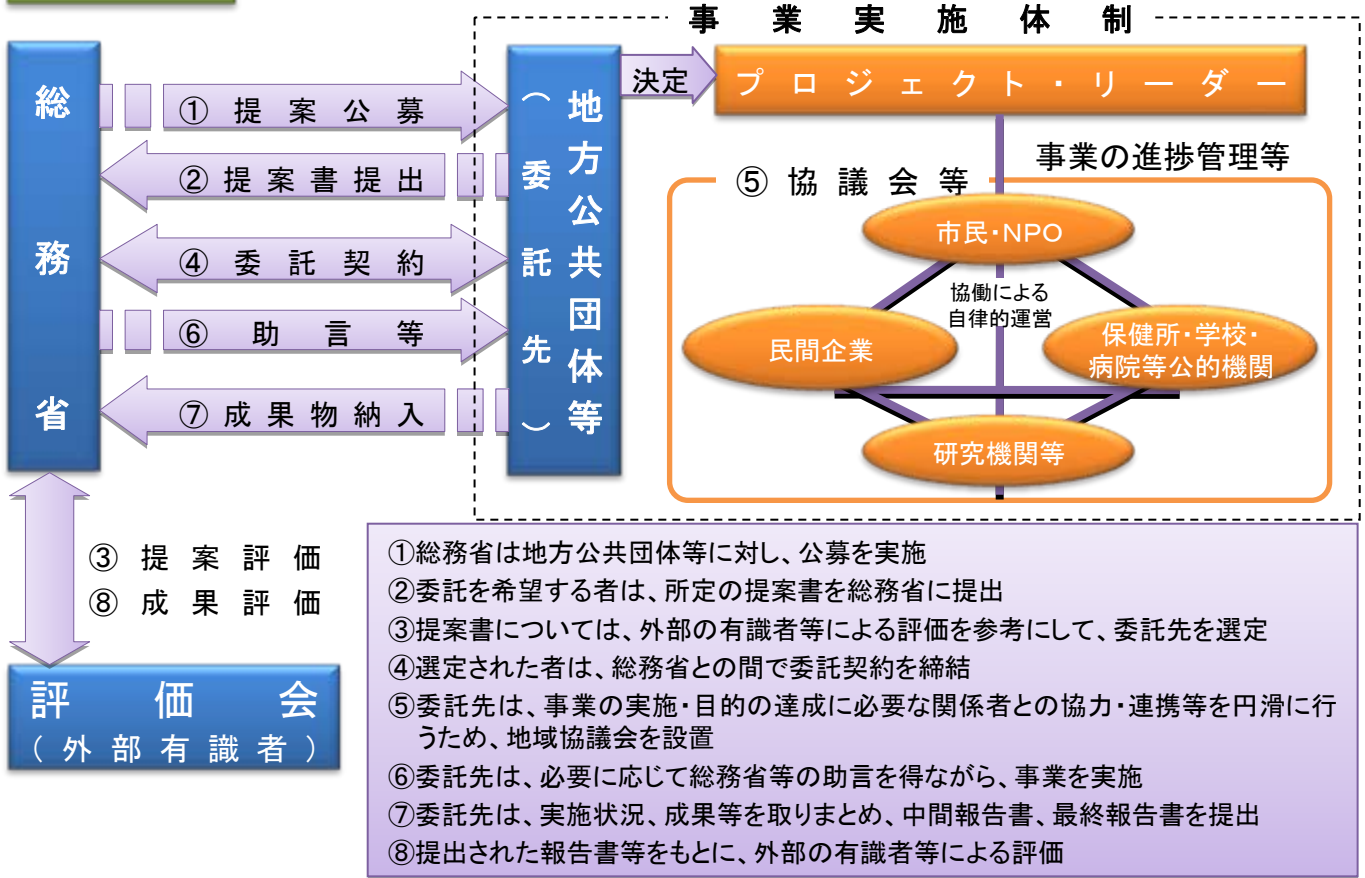 事業実施体制
総務省
①提案公募
②提案書提出
④委託契約
⑥助言等
⑦成果物納入
地方公共団体等
（委託先）
決定
プロジェクト・リーダー
事業の進捗管理等
⑤協議会等
市民・NPO
協働による
自律的運営
民間企業
保健所・学校・
病院等公的機関
研究機関等
③提案評価
⑧成果評価
評価会
（外部有識者）
①総務省は地方公共団体等に対し、公募を実施
②委託を希望する者は、所定の提案書を総務省に提出
③提案書については、外部の有識者等による評価を参考にして、委託先を選定
④選定された者は、総務省との間で委託契約を締結
⑤委託先は、事業の実施・目的の達成に必要な関係者との協力・連携等を円滑に行
うため、地域協議会を設置
⑥委託先は、必要に応じて総務省等の助言を得ながら、事業を実施
⑦委託先は、実施状況、成果等を取りまとめ、中間報告書、最終報告書を提出
⑧提出された報告書等をもとに、外部の有識者等による評価